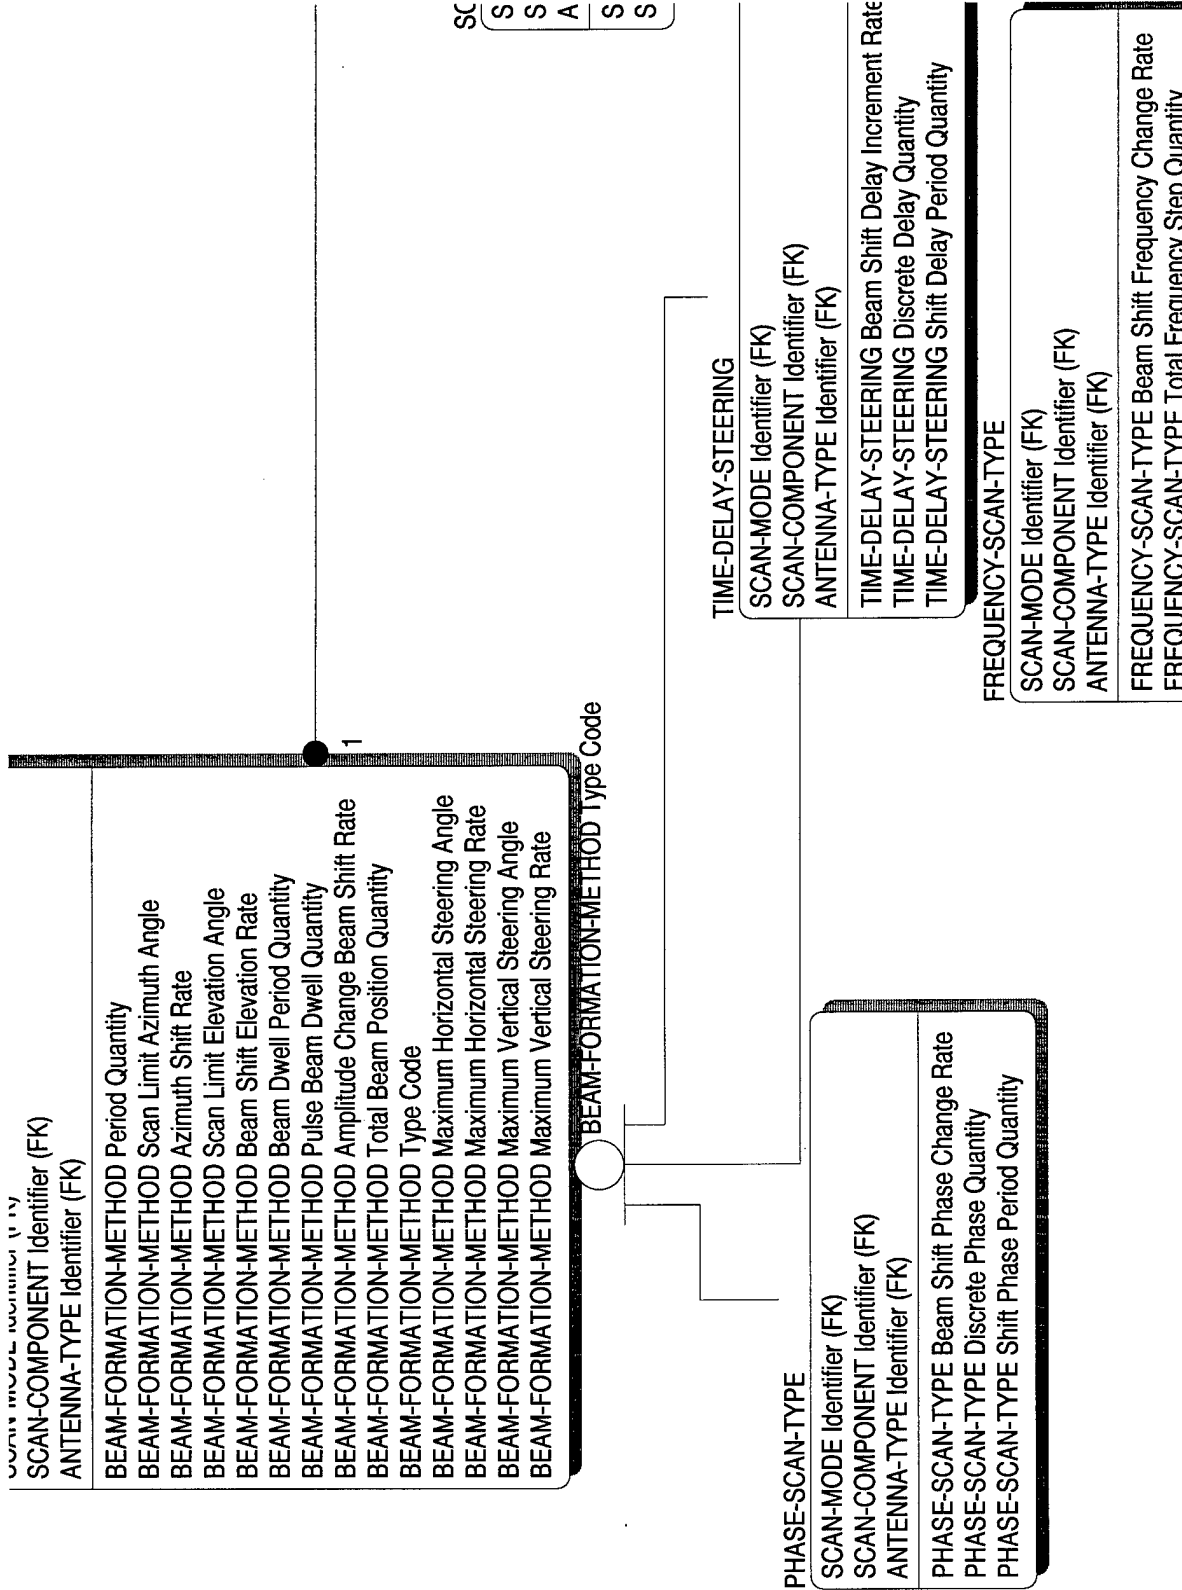 SCAN-COMPONENT Identifier (FK)
ANTENNA-TYPE Identifier (FK)
BEAM-FORMATION-METHOD Period Quantity
BEAM-FORMATION-METHOD Scan Limit Azimuth Angle
BEAM-FORMATION-METHOD Azimuth Shift Rate
BEAM-FORMATION-METHOD Scan Limit Elevation Angle
BEAM-FORMATION-METHOD Beam Shift Elevation Rate
BEAM-FORMATION-METHOD Beam Dwell Period Quantity
BEAM-FORMATION-METHOD Pulse Beam Dwell Quantity
BEAM-FORMATION-METHOD Amplitude Change Beam Shift Rate
BEAM-FORMATION-METHOD Total Beam Position Quantity
BEAM-FORMATION-METHOD Type Code
BEAM-FORMATION-METHOD Maximum Horizontal Steering Angle
BEAM-FORMATION-METHOD Maximum Horizontal Steering Rate
BEAM-FORMATION-METHOD Maximum Vertical Steering Angle
BEAM-FORMATION-METHOD Maximum Vertical Steering Rate
1
BEAM-FORMATION-METHOD Type Code
SC
S
S
A
S
S
PHASE-SCAN-TYPE
SCAN-MODE Identifier (FK)
SCAN-COMPONENT Identifier (FK)
ANTENNA-TYPE Identifier (FK)
PHASE-SCAN-TYPE Beam Shift Phase Change Rate
PHASE-SCAN-TYPE Discrete Phase Quantity
PHASE-SCAN-TYPE Shift Phase Period Quantity
TIME-DELAY-STEERING
SCAN-MODE Identifier (FK)
SCAN-COMPONENT Identifier (FK)
ANTENNA-TYPE Identifier (FK)
TIME-DELAY-STEERING Beam Shift Delay Increment Rate
TIME-DELAY-STEERING Discrete Delay Quantity
TIME-DELAY-STEERING Shift Delay Period Quantity
FREQUENCY-SCAN-TYPE
SCAN-MODE Identifier (FK)
SCAN-COMPONENT Identifier (FK)
ANTENNA-TYPE Identifier (FK)
FREQUENCY-SCAN-TYPE Beam Shift Frequency Change Rate
FREQUENCY-SCAN-TYPE Total Frequency Step Quantity